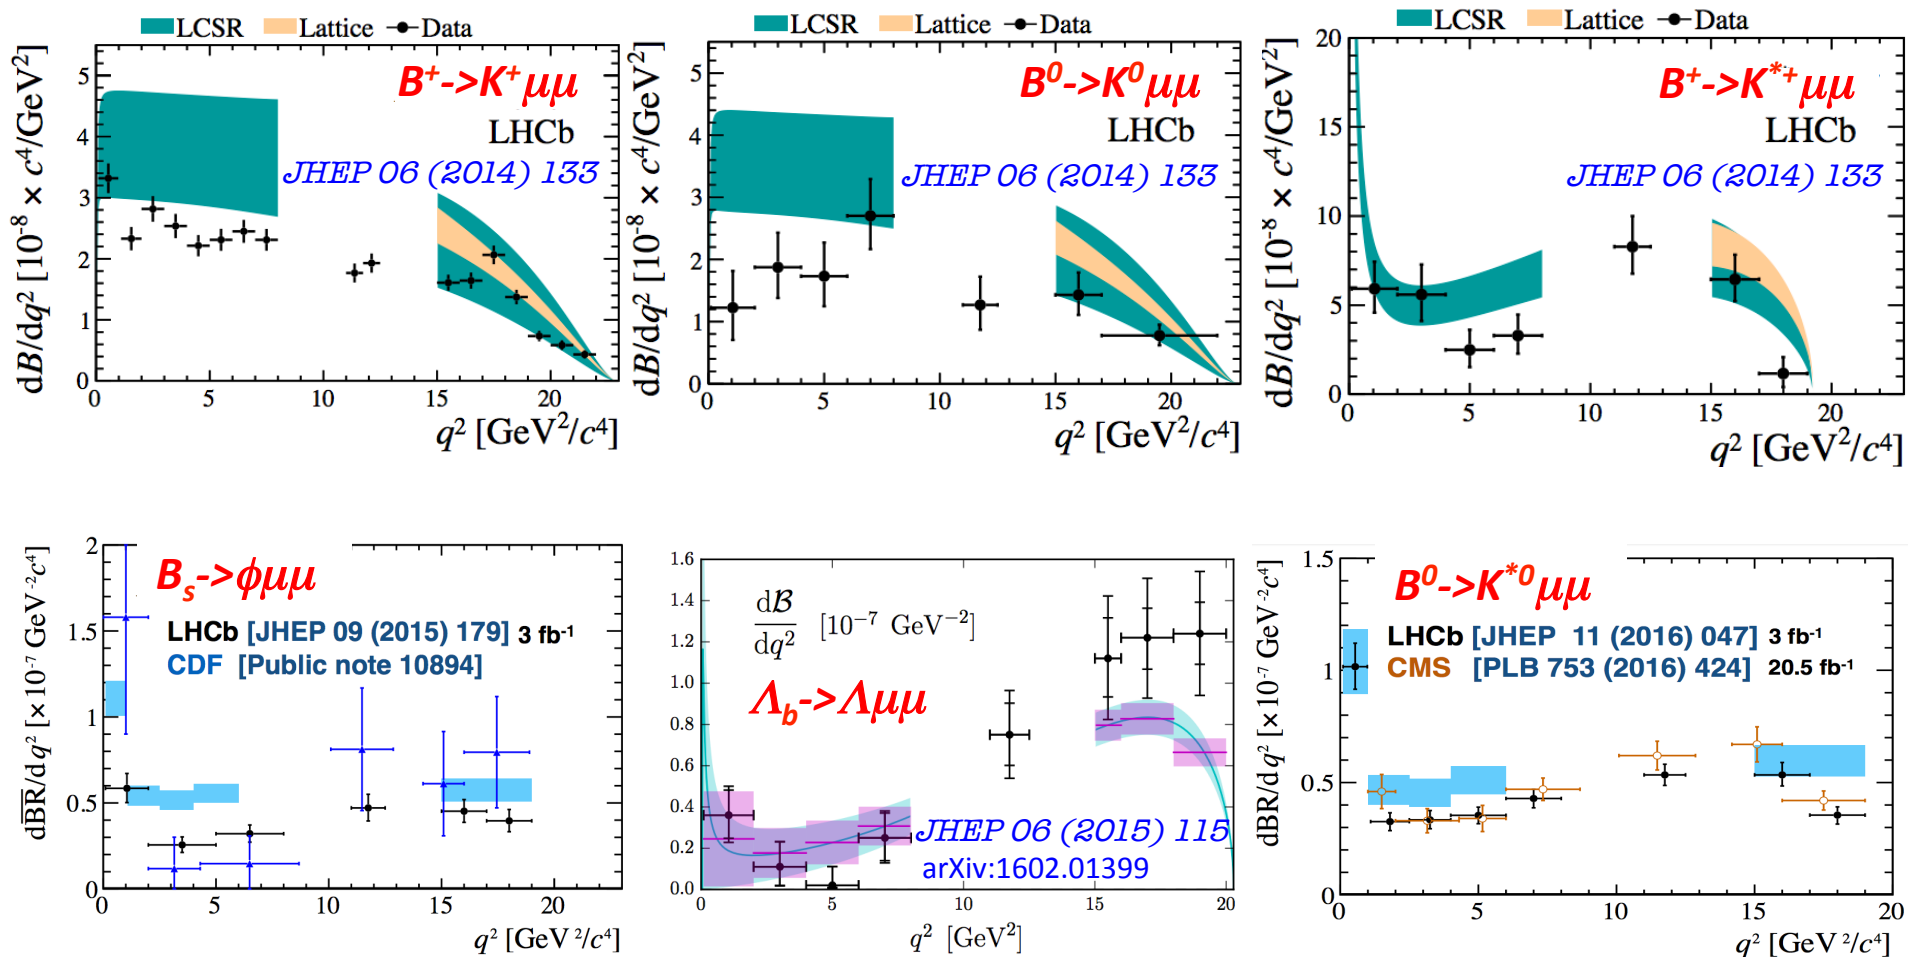 LCSR Lattice Data
dB/dq² [10⁻⁸ × c⁴/GeV²]
B⁺->K⁺μμ
LHCb
JHEP 06 (2014) 133
5
4
3
2
1
0
0 5 10 15 20
q² [GeV²/c⁴]
LCSR Lattice Data
dB/dq² [10⁻⁸ × c⁴/GeV²]
B⁰->K⁰μμ
LHCb
JHEP 06 (2014) 133
5
4
3
2
1
0
0 5 10 15 20
q² [GeV²/c⁴]
LCSR Lattice Data
dB/dq² [10⁻⁸ × c⁴/GeV²]
B⁺->K*⁺μμ
LHCb
JHEP 06 (2014) 133
20
15
10
5
0
0 5 10 15 20
q² [GeV²/c⁴]
dBR/dq² [×10⁻⁷ GeV⁻²c⁴]
Bₛ->ϕμμ
LHCb [JHEP 09 (2015) 179] 3 fb⁻¹
CDF [Public note 10894]
2
1.5
1
0.5
0
5 10 15 20
q² [GeV²/c⁴]
dℬ/dq² [10⁻⁷ GeV⁻²]
Λb->Λμμ
JHEP 06 (2015) 115
arXiv:1602.01399
1.6
1.4
1.2
1.0
0.8
0.6
0.4
0.2
0.0
0 5 10 15 20
q² [GeV²]
dBR/dq² [×10⁻⁷ GeV⁻²c⁴]
B⁰->K*⁰μμ
LHCb [JHEP 11 (2016) 047] 3 fb⁻¹
CMS [PLB 753 (2016) 424] 20.5 fb⁻¹
1.5
1
0.5
0
0 5 10 15 20
q² [GeV²/c⁴]